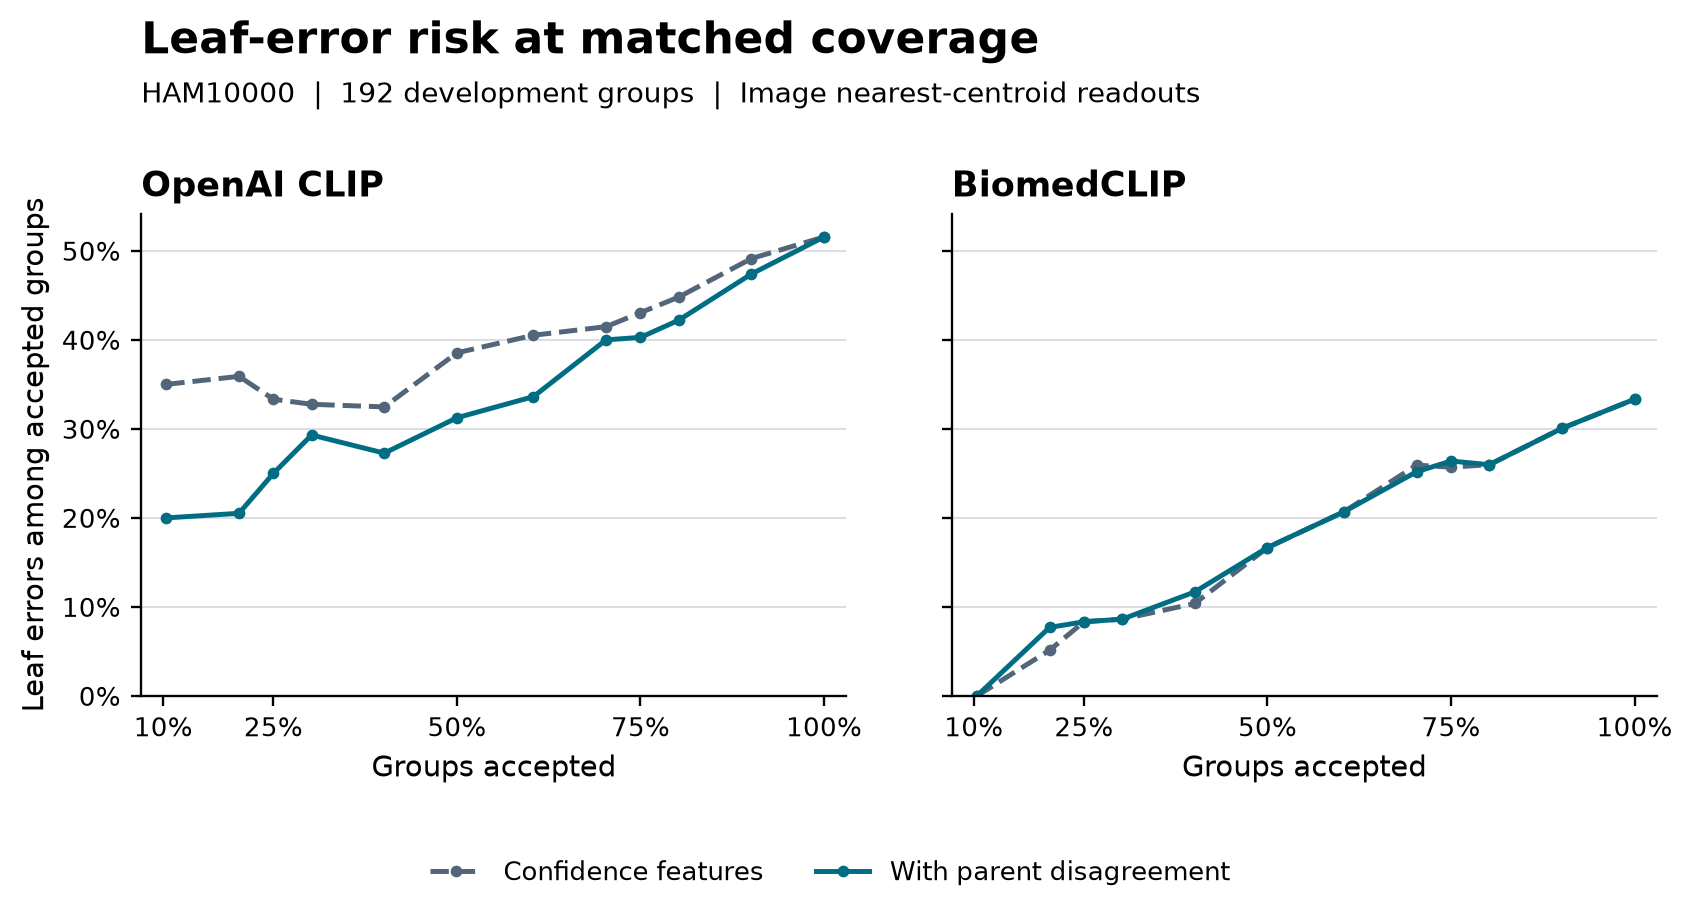 Leaf-error risk at matched coverage
HAM10000 | 192 development groups | Image nearest-centroid readouts
OpenAI CLIP
BiomedCLIP
Leaf errors among accepted groups
50%
40%
30%
20%
10%
0%
10% 25% 50% 75% 100%
10% 25% 50% 75% 100%
Groups accepted
Groups accepted
Confidence features
With parent disagreement